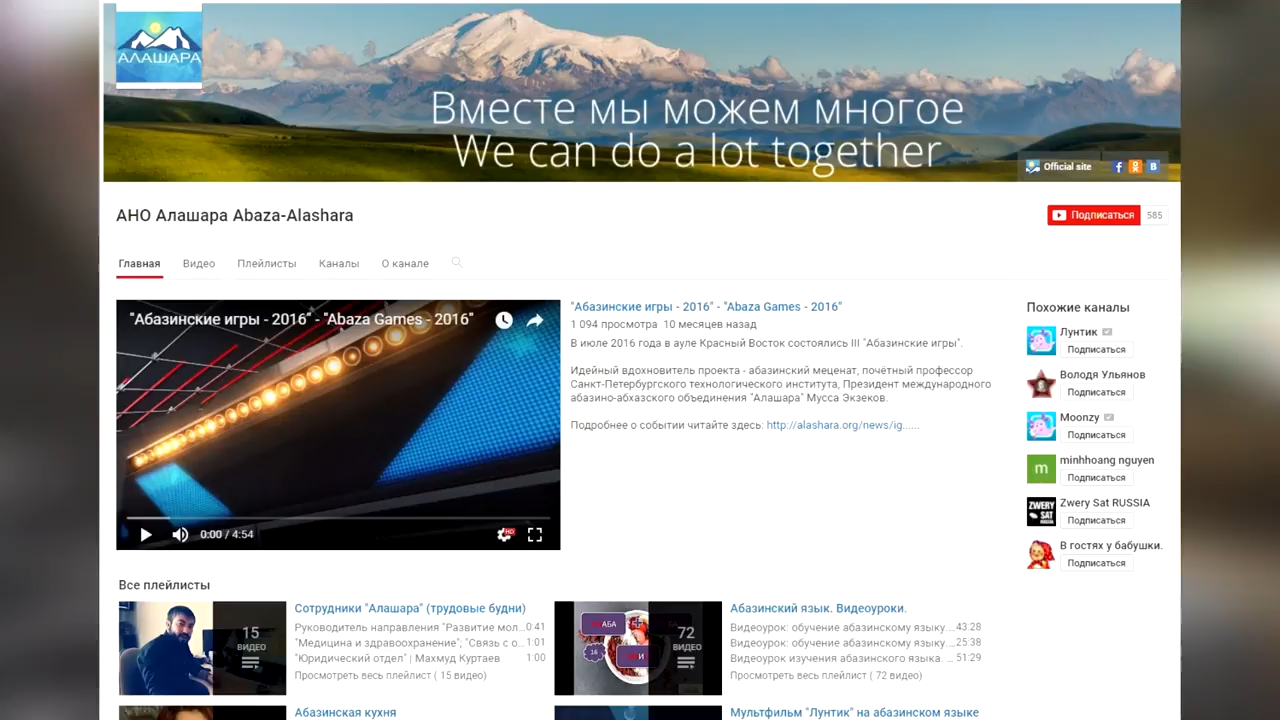 АЛАШАРА
Вместе мы можем многое
We can do a lot together
Official site
АНО Алашара Abaza-Alashara
Подписаться 585
Главная Видео Плейлисты Каналы О канале
"Абазинские игры - 2016" - "Abaza Games - 2016"
0:00 / 4:54
"Абазинские игры - 2016" - "Abaza Games - 2016"
1 094 просмотра 10 месяцев назад
В июле 2016 года в ауле Красный Восток состоялись III "Абазинские игры".
Идейный вдохновитель проекта - абазинский меценат, почётный профессор
Санкт-Петербургского технологического института, Президент международного
абазино-абхазского объединения "Алашара" Мусса Экзеков.
Подробнее о событии читайте здесь: http://alashara.org/news/ig......
Похожие каналы
Лунтик
Подписаться
Володя Ульянов
Подписаться
Moonzy
Подписаться
m
minhhoang nguyen
Подписаться
ZWERY SAT RUSSIA
Zwery Sat RUSSIA
Подписаться
В гостях у бабушки.
Подписаться
Все плейлисты
15
ВИДЕО
Сотрудники "Алашара" (трудовые будни)
Руководитель направления "Развитие мол... 0:41
"Медицина и здравоохранение"; "Связь с о... 1:01
"Юридический отдел" | Махмуд Куртаев 1:00
Просмотреть весь плейлист ( 15 видео)
72
ВИДЕО
16
Абазинский язык. Видеоуроки.
Видеоурок: обучение абазинскому языку.... 43:28
Видеоурок: обучение абазинскому языку.... 25:38
Видеоурок изучения абазинского языка. ... 51:29
Просмотреть весь плейлист ( 72 видео)
Абазинская кухня
Мультфильм "Лунтик" на абазинском языке